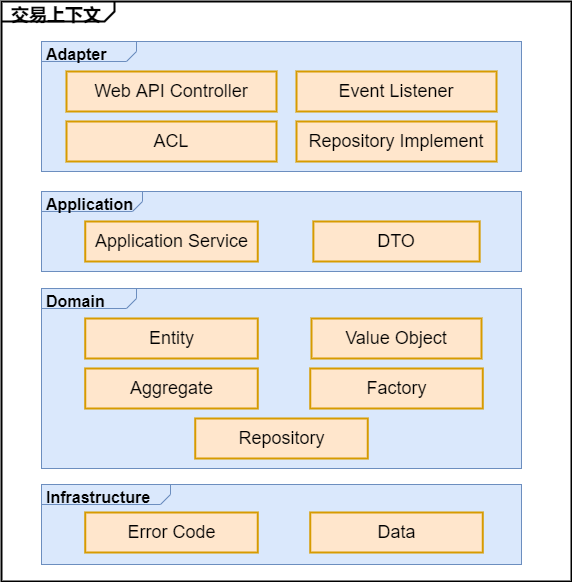 交易上下文
Adapter
Web API Controller
Event Listener
ACL
Repository Implement
Application
Application Service
DTO
Domain
Entity
Value Object
Aggregate
Factory
Repository
Infrastructure
Error Code
Data